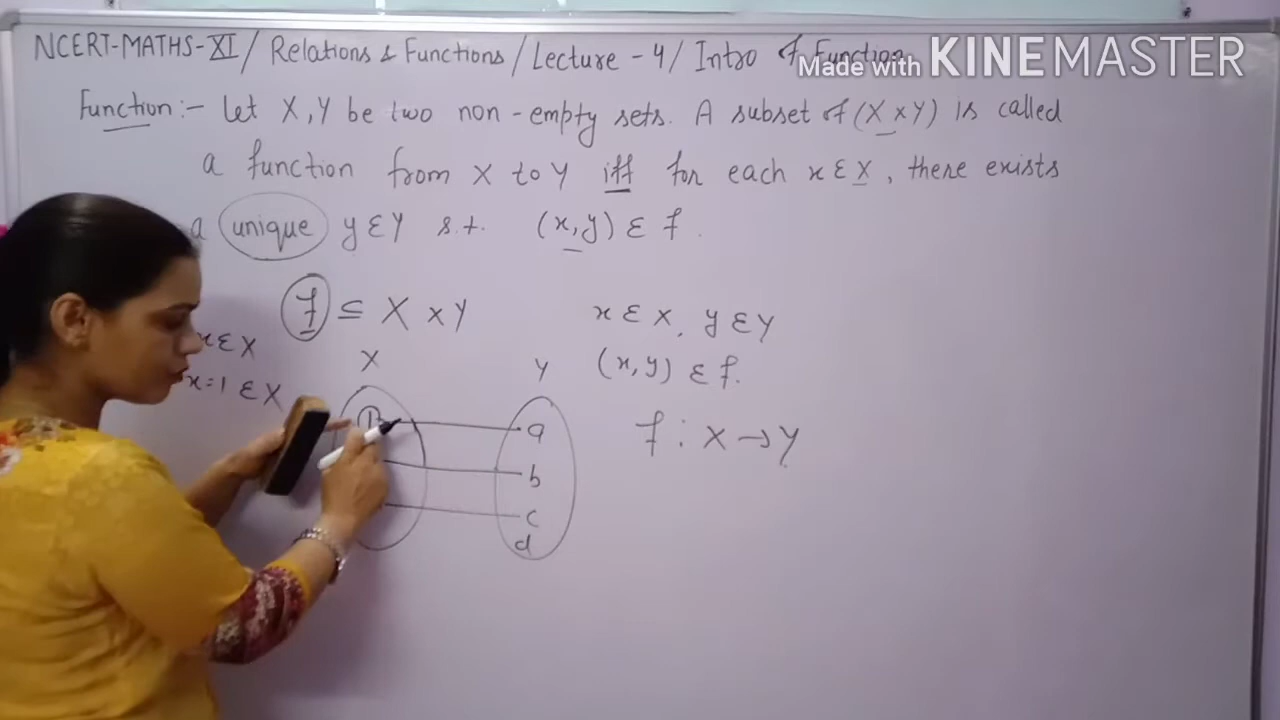 NCERT-MATHS-XI / Relations & Functions / Lecture - 4 / Intro of Function
Made with KINEMASTER
Function :- Let X, Y be two non-empty sets. A subset of (X x Y) is called
a function from X to Y iff for each x ε X, there exists
a unique y ε Y s.t. (x, y) ε f.
f ⊆ X x Y
x ε X, y ε Y
x ε X
(x, y) ε f.
x = 1 ε X
f : X → Y
X
Y
1
a
b
c
d